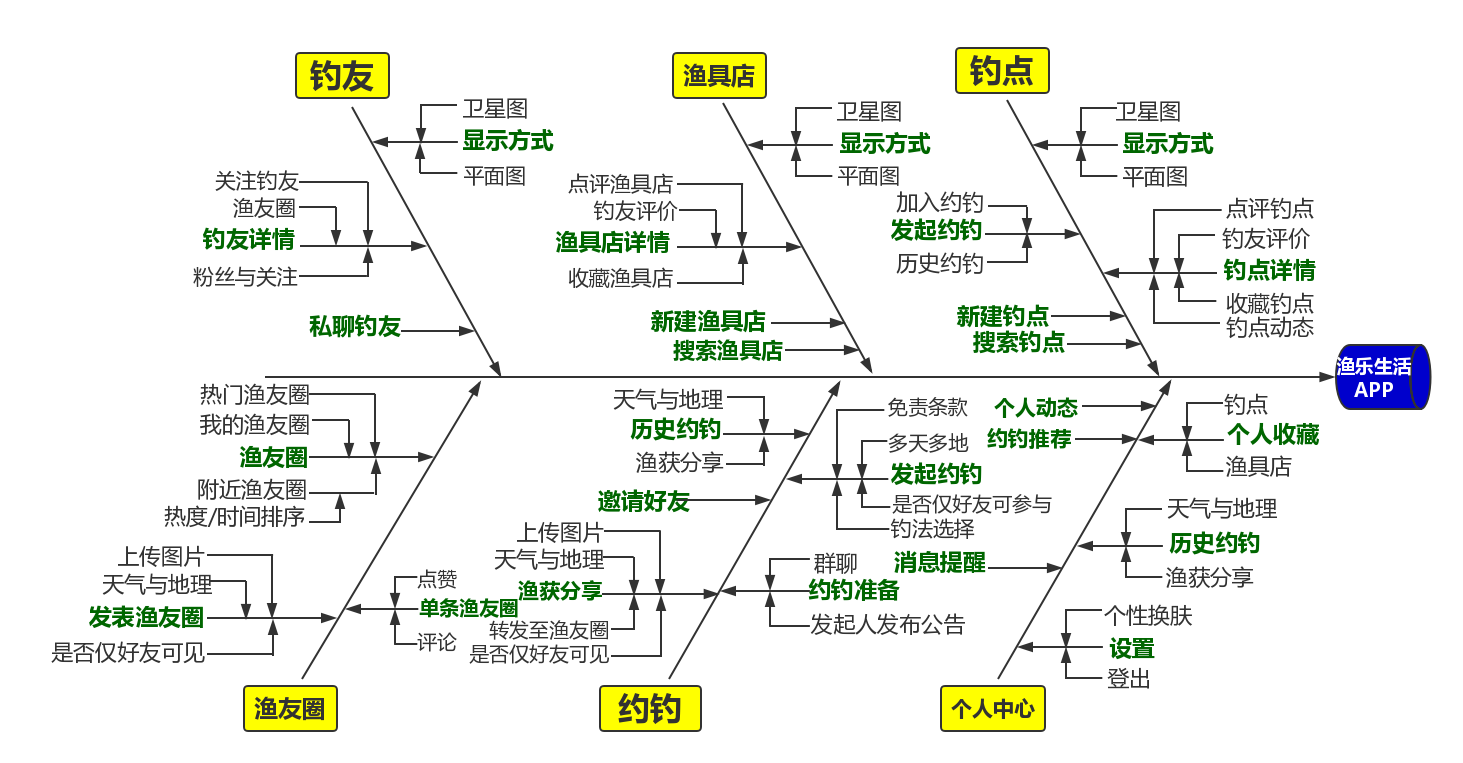 钓友
卫星图
显示方式
平面图
关注钓友
渔友圈
钓友详情
粉丝与关注
私聊钓友
渔具店
卫星图
显示方式
平面图
点评渔具店
钓友评价
渔具店详情
收藏渔具店
新建渔具店
搜索渔具店
钓点
卫星图
显示方式
平面图
加入约钓
发起约钓
历史约钓
点评钓点
钓友评价
钓点详情
收藏钓点
钓点动态
新建钓点
搜索钓点
渔乐生活
APP
热门渔友圈
我的渔友圈
渔友圈
附近渔友圈
热度/时间排序
上传图片
天气与地理
发表渔友圈
是否仅好友可见
点赞
单条渔友圈
评论
渔友圈
天气与地理
历史约钓
渔获分享
邀请好友
上传图片
天气与地理
渔获分享
转发至渔友圈
是否仅好友可见
免责条款
多天多地
发起约钓
是否仅好友可参与
钓法选择
群聊
约钓准备
发起人发布公告
约钓
个人动态
约钓推荐
钓点
个人收藏
渔具店
天气与地理
历史约钓
渔获分享
消息提醒
个性换肤
设置
登出
个人中心